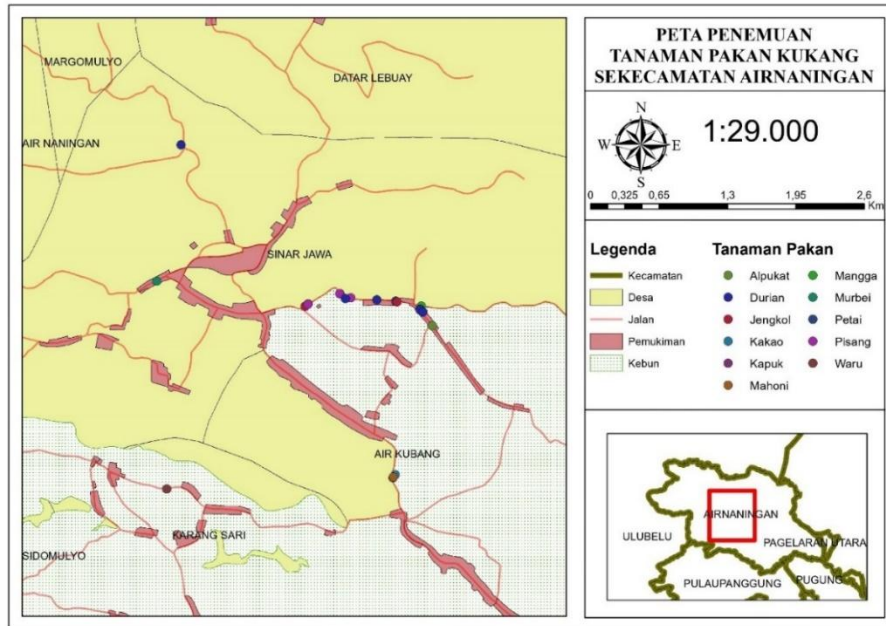 MARGOMULYO
DATAR LEBUAY
AIR NANINGAN
SINAR JAWA
AIR KUBANG
KARANG SARI
SIDOMULYO
PETA PENEMUAN
TANAMAN PAKAN KUKANG
SEKECAMATAN AIRNANINGAN
N
W E
S
1:29.000
0 0,325 0,65 1,3 1,95 2,6
Km
Legenda
Kecamatan
Desa
Jalan
Pemukiman
Kebun
Tanaman Pakan
Alpukat
Durian
Jengkol
Kakao
Kapuk
Mahoni
Mangga
Murbei
Petai
Pisang
Waru
AIRNANINGAN
ULUBELU
PAGELARAN UTARA
PULAUPANGGUNG
PUGUNG